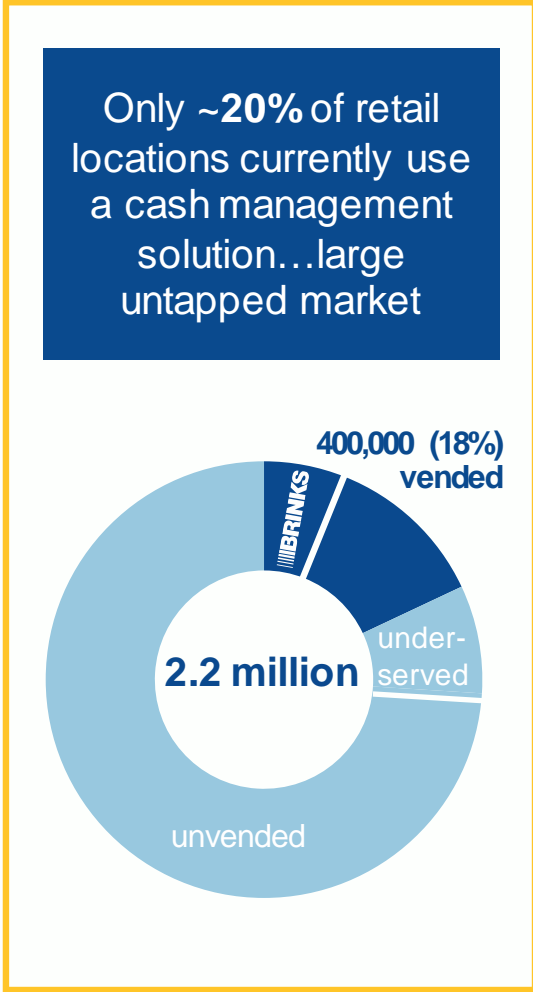 Only ~20% of retail
locations currently use
a cash management
solution…large
untapped market
400,000 (18%)
vended
BRINKS
under-
served
2.2 million
unvended